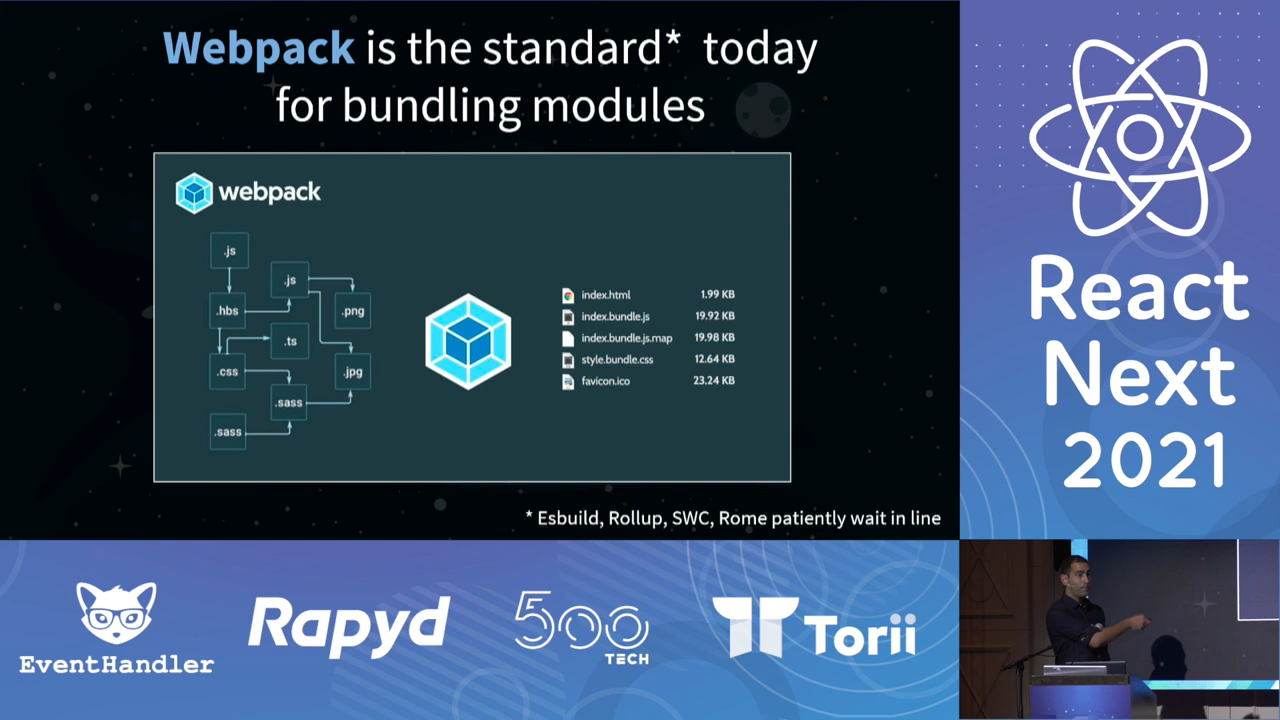 Webpack is the standard* today
for bundling modules
webpack
.js
.js
.hbs
.png
.ts
.css
.jpg
.sass
.sass
index.html 1.99 KB
index.bundle.js 19.92 KB
index.bundle.js.map 19.98 KB
style.bundle.css 12.64 KB
favicon.ico 23.24 KB
* Esbuild, Rollup, SWC, Rome patiently wait in line
React
Next
2021
EventHandler
Rapyd
500
TECH
Torii